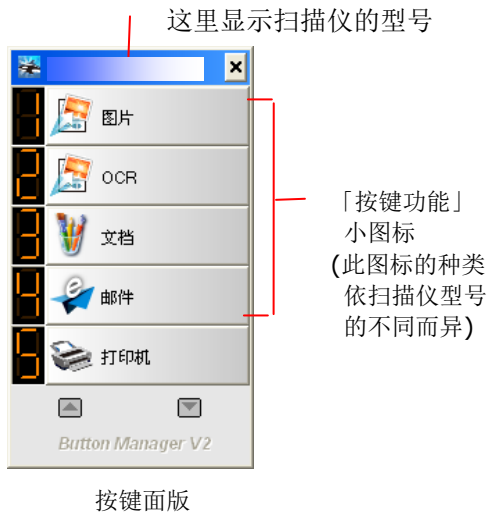 这里显示扫描仪的型号
1 图片
2 OCR
3 文档
4 邮件
5 打印机
Button Manager V2
「按键功能」
小图标
(此图标的种类
依扫描仪型号
的不同而异)
按键面版